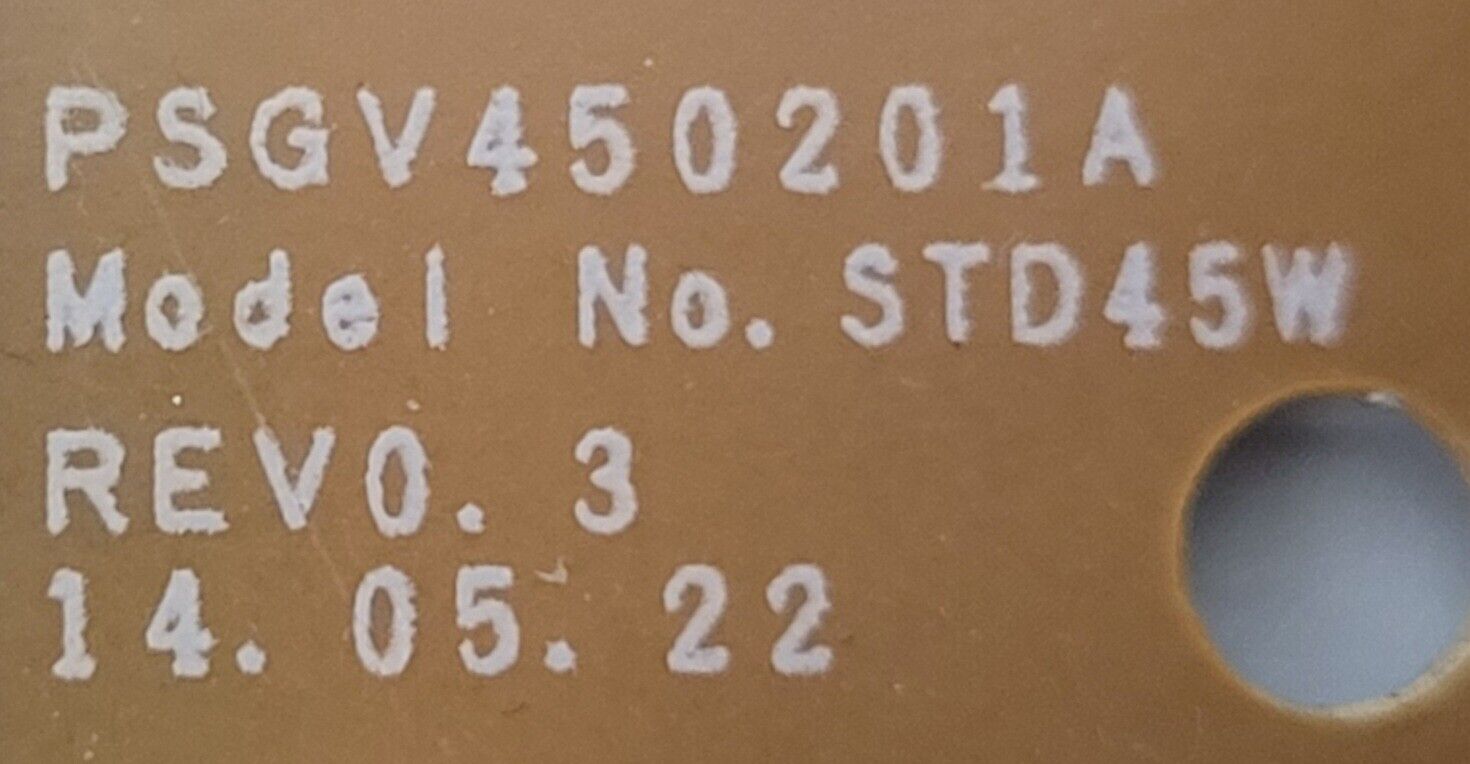 PSGV450201A
Model No. STD45W
REV0. 3
14. 05. 22